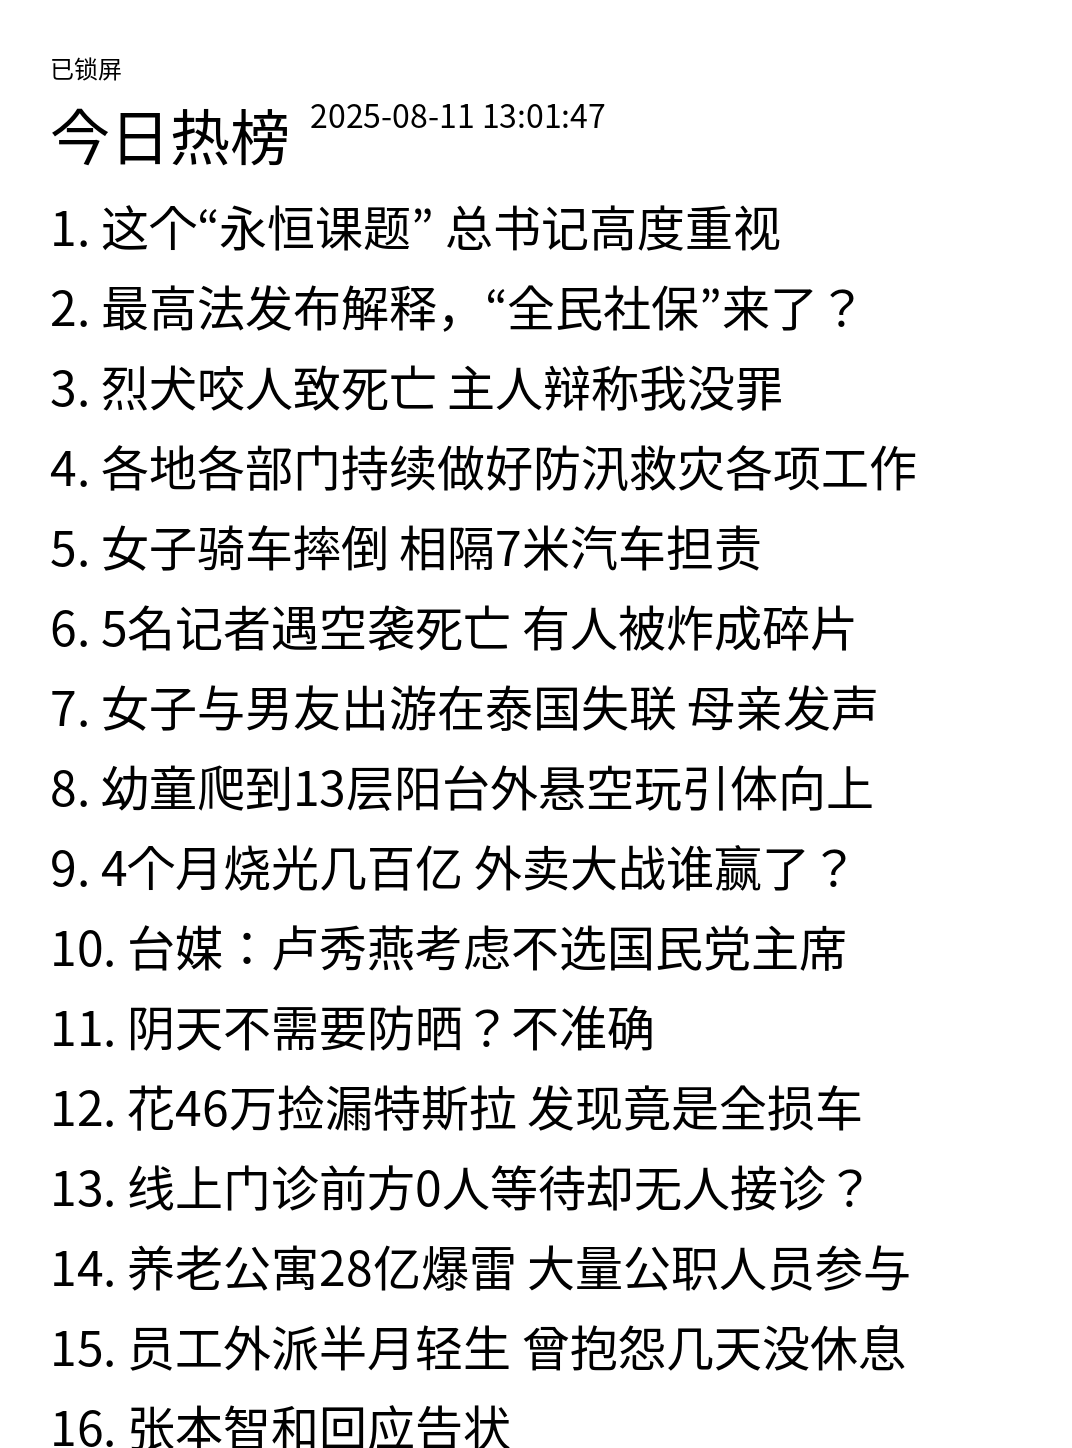 已锁屏
今日热榜 2025-08-11 13:01:47
1. 这个“永恒课题” 总书记高度重视
2. 最高法发布解释，“全民社保”来了？
3. 烈犬咬人致死亡 主人辩称我没罪
4. 各地各部门持续做好防汛救灾各项工作
5. 女子骑车摔倒 相隔7米汽车担责
6. 5名记者遇空袭死亡 有人被炸成碎片
7. 女子与男友出游在泰国失联 母亲发声
8. 幼童爬到13层阳台外悬空玩引体向上
9. 4个月烧光几百亿 外卖大战谁赢了？
10. 台媒：卢秀燕考虑不选国民党主席
11. 阴天不需要防晒？不准确
12. 花46万捡漏特斯拉 发现竟是全损车
13. 线上门诊前方0人等待却无人接诊？
14. 养老公寓28亿爆雷 大量公职人员参与
15. 员工外派半月轻生 曾抱怨几天没休息
16. 张本智和回应告状